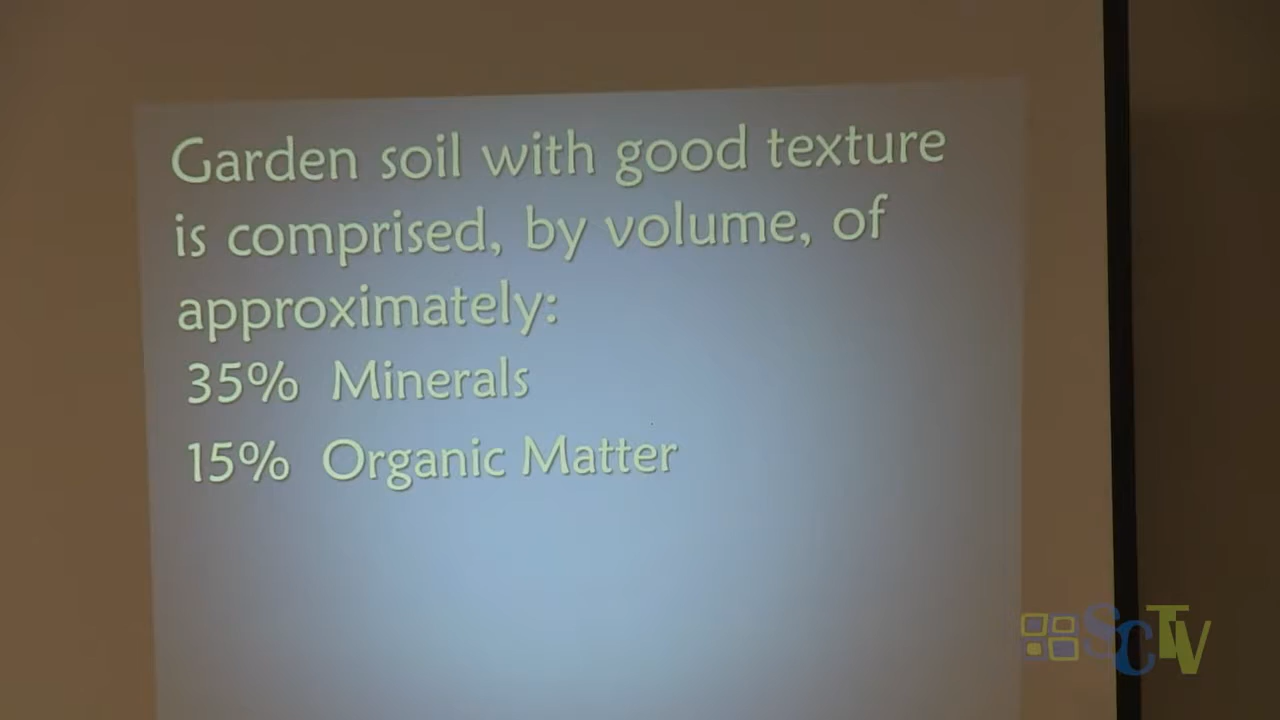 Garden soil with good texture
is comprised, by volume, of
approximately:
35% Minerals
15% Organic Matter
SCTV